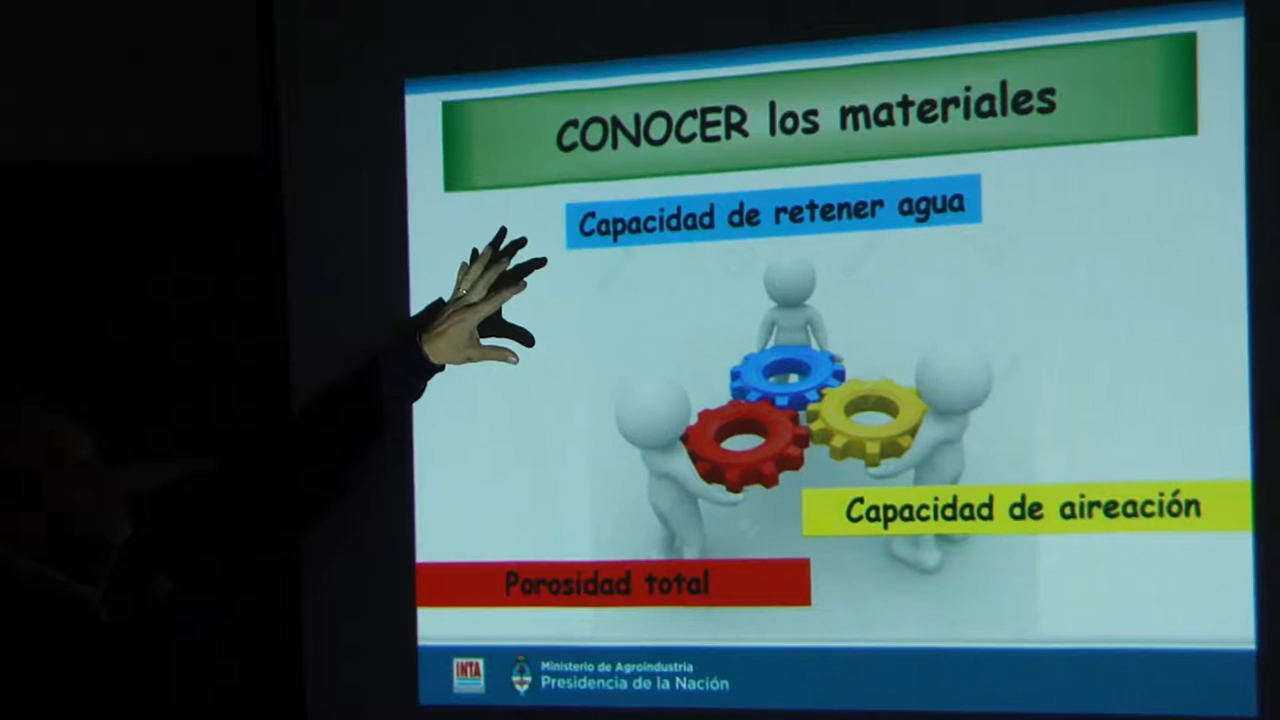 CONOCER los materiales
Capacidad de retener agua
Capacidad de aireación
Porosidad total
INTA
Ministerio de Agroindustria
Presidencia de la Nación